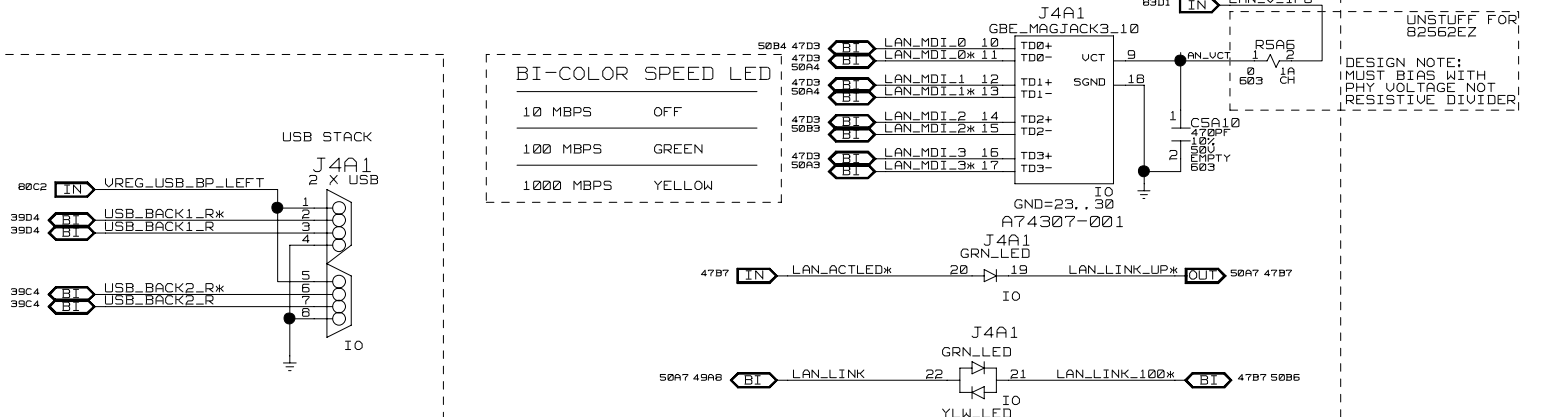 83D1 IN
J4A1
GBE_MAGJACK3_10
UNSTUFF FOR
82562EZ
DESIGN NOTE:
MUST BIAS WITH
PHY VOLTAGE NOT
RESISTIVE DIVIDER
R5A6
1 2
0 1A
603 CH
LAN_VCT
50B4 47D3 BI LAN_MDI_0 10 TD0+
47D3 BI LAN_MDI_0* 11 TD0-
50A4
47D3 BI LAN_MDI_1 12 TD1+
50A4 BI LAN_MDI_1* 13 TD1-
47D3 BI LAN_MDI_2 14 TD2+
50B3 BI LAN_MDI_2* 15 TD2-
47D3 BI LAN_MDI_3 16 TD3+
50A3 BI LAN_MDI_3* 17 TD3-
VCT 9
SGND 18
1
C5A10
470PF
10%
50V
2 EMPTY
603
IO
GND=23..30
A74307-001
BI-COLOR SPEED LED
10 MBPS OFF
100 MBPS GREEN
1000 MBPS YELLOW
USB STACK
J4A1
2 X USB
80C2 IN VREG_USB_BP_LEFT
1
39D4 BI USB_BACK1_R* 2
39D4 BI USB_BACK1_R 3
4
5
39C4 BI USB_BACK2_R* 6
39C4 BI USB_BACK2_R 7
8
IO
J4A1
GRN_LED
47B7 IN LAN_ACTLED* 20 19 LAN_LINK_UP* OUT 50A7 47B7
IO
J4A1
GRN_LED
50A7 49A8 BI LAN_LINK 22 21 LAN_LINK_100* BI 47B7 50B6
IO
YLW_LED